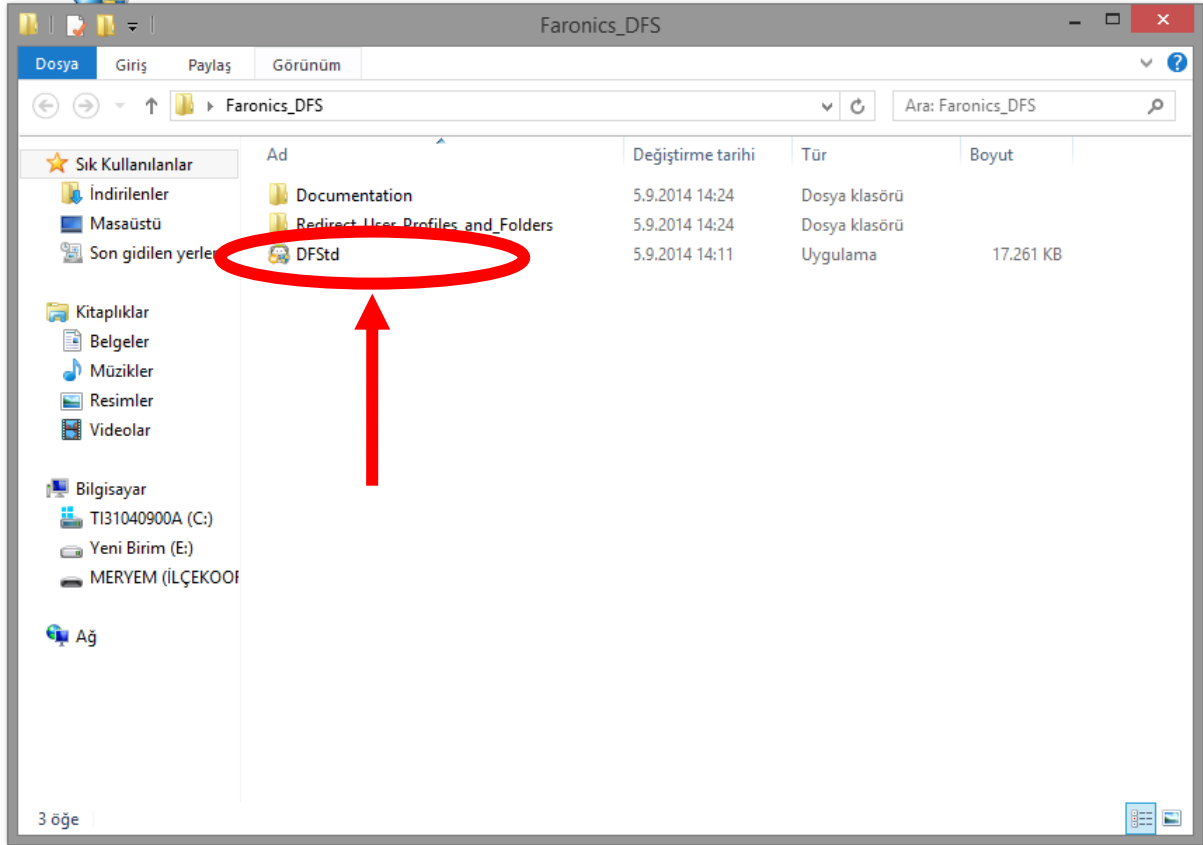 Faronics_DFS
Dosya Giriş Paylaş Görünüm
Faronics_DFS Ara: Faronics_DFS
Ad Değiştirme tarihi Tür Boyut
Sık Kullanılanlar
İndirilenler
Masaüstü
Son gidilen yerler
Kitaplıklar
Belgeler
Müzikler
Resimler
Videolar
Bilgisayar
TI31040900A (C:)
Yeni Birim (E:)
MERYEM (İLÇEKOOF
Ağ
Documentation 5.9.2014 14:24 Dosya klasörü
Redirect_User_Profiles_and_Folders 5.9.2014 14:24 Dosya klasörü
DFStd 5.9.2014 14:11 Uygulama 17.261 KB
3 öğe